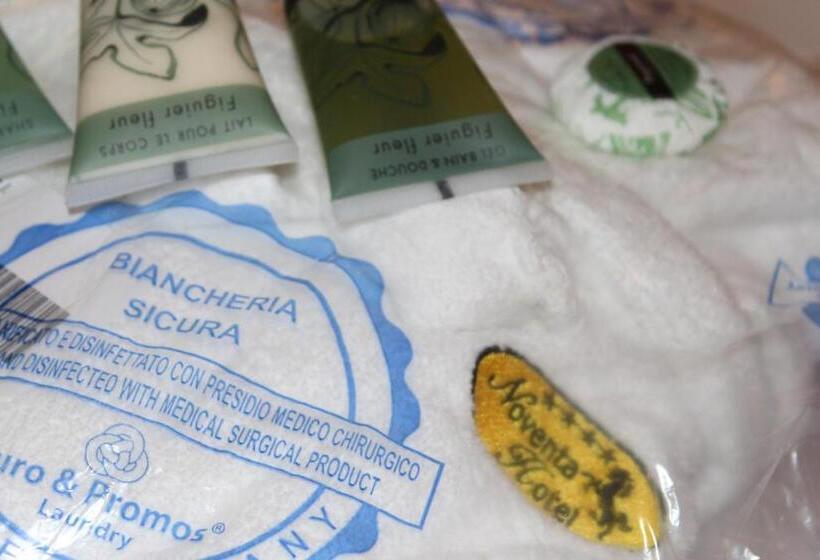 LAIT POUR LE CORPS
Figuier fleur
GEL BAIN & DOUCHE
Figuier fleur
BIANCHERIA
SICURA
O E DISINFETTATO CON PRESIDIO MEDICO CHIRURGICO
AND DISINFECTED WITH MEDICAL SURGICAL PRODUCT
uro & Promos®
Laundry
ANY
Noventa
Hotel